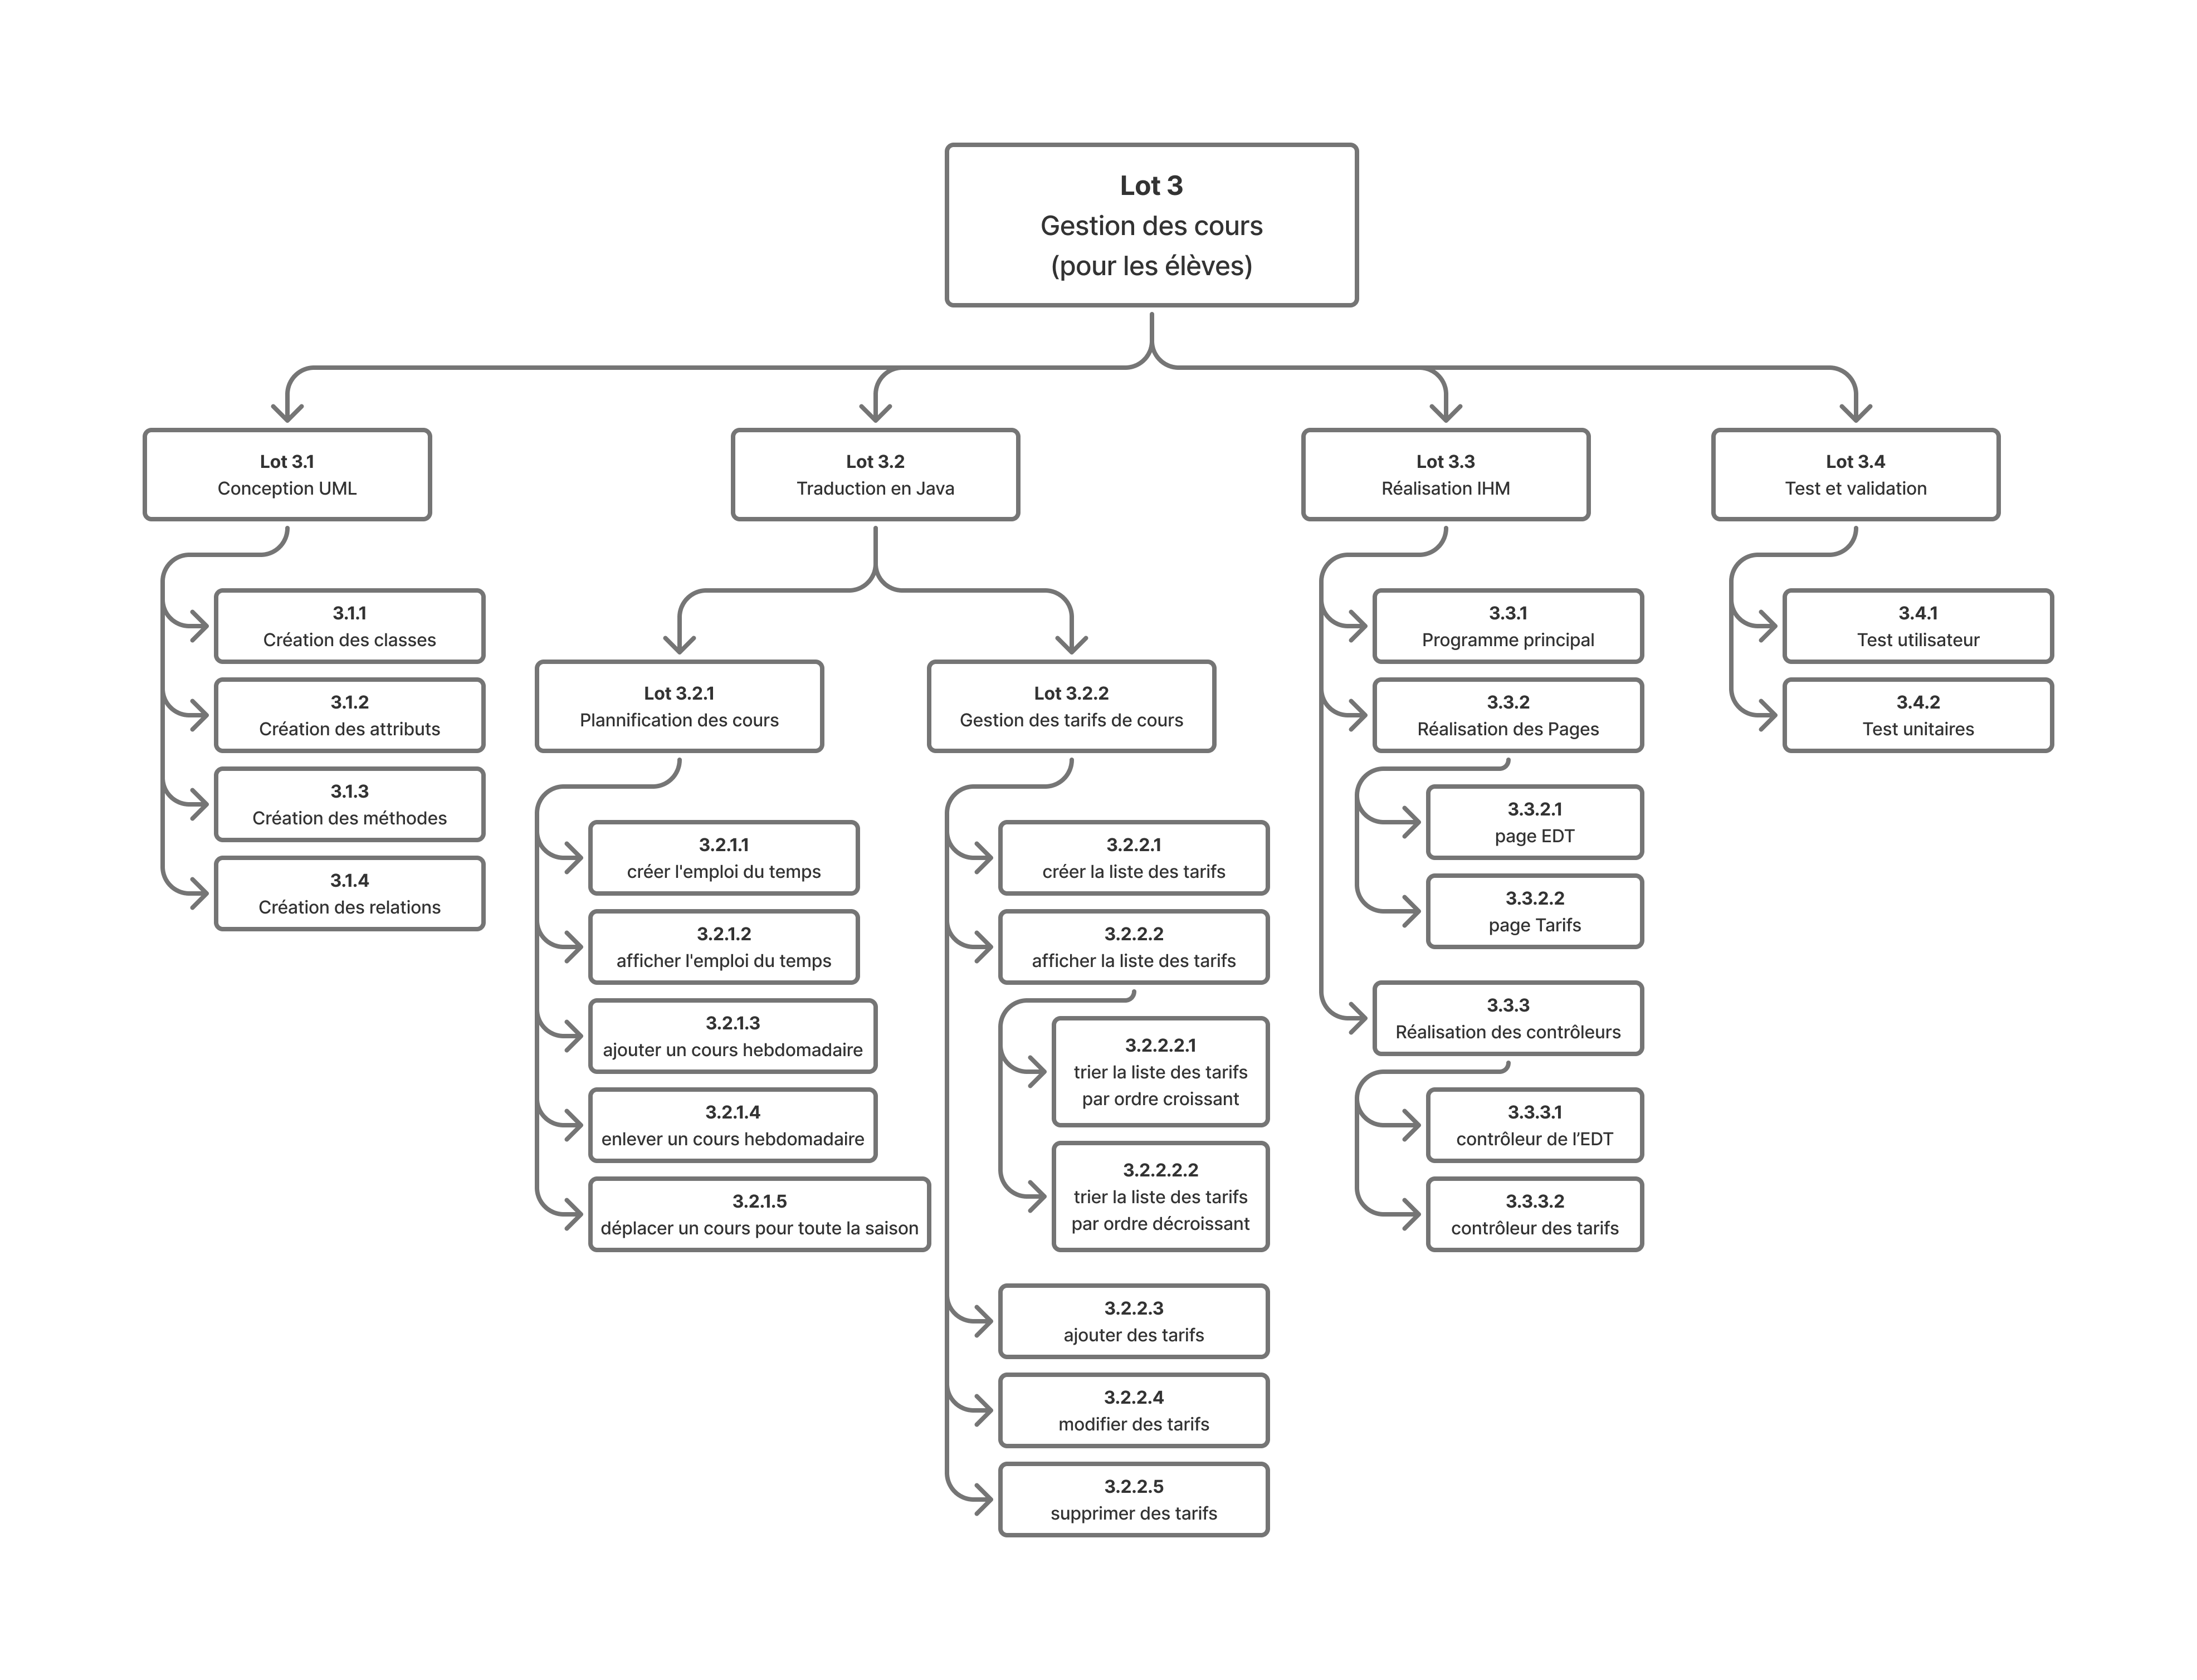 Lot 3
Gestion des cours
(pour les élèves)
Lot 3.1
Conception UML
3.1.1
Création des classes
3.1.2
Création des attributs
3.1.3
Création des méthodes
3.1.4
Création des relations
Lot 3.2
Traduction en Java
Lot 3.2.1
Plannification des cours
3.2.1.1
créer l'emploi du temps
3.2.1.2
afficher l'emploi du temps
3.2.1.3
ajouter un cours hebdomadaire
3.2.1.4
enlever un cours hebdomadaire
3.2.1.5
déplacer un cours pour toute la saison
Lot 3.2.2
Gestion des tarifs de cours
3.2.2.1
créer la liste des tarifs
3.2.2.2
afficher la liste des tarifs
3.2.2.2.1
trier la liste des tarifs
par ordre croissant
3.2.2.2.2
trier la liste des tarifs
par ordre décroissant
3.2.2.3
ajouter des tarifs
3.2.2.4
modifier des tarifs
3.2.2.5
supprimer des tarifs
Lot 3.3
Réalisation IHM
3.3.1
Programme principal
3.3.2
Réalisation des Pages
3.3.2.1
page EDT
3.3.2.2
page Tarifs
3.3.3
Réalisation des contrôleurs
3.3.3.1
contrôleur de l’EDT
3.3.3.2
contrôleur des tarifs
Lot 3.4
Test et validation
3.4.1
Test utilisateur
3.4.2
Test unitaires